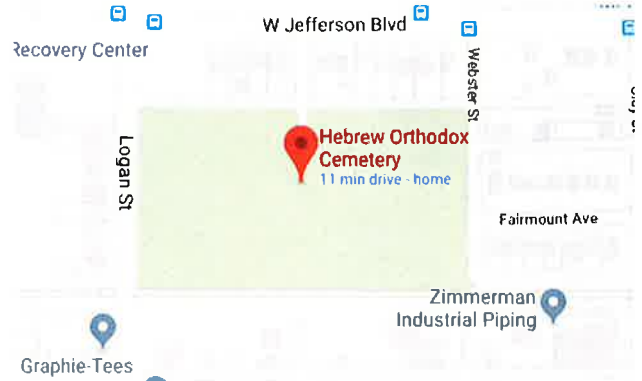 W Jefferson Blvd
Recovery Center
Webster St
Hebrew Orthodox
Cemetery
11 min drive - home
Logan St
Fairmount Ave
Zimmerman
Industrial Piping
Graphie-Tees